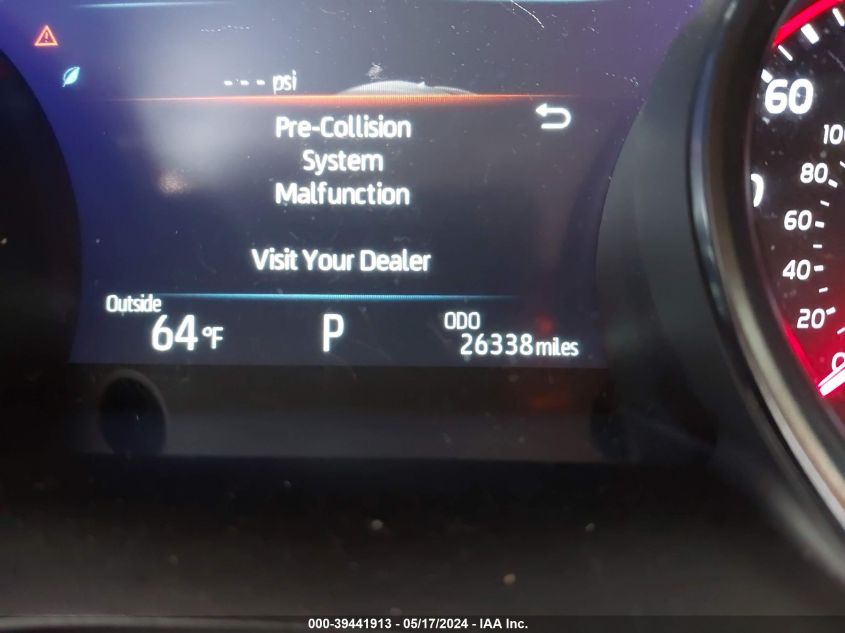 --- psi
Pre-Collision
System
Malfunction
Visit Your Dealer
Outside
64°F
P
ODO
26338 miles
60
80
60
40
20
0
000-39441913 - 05/17/2024 - IAA Inc.